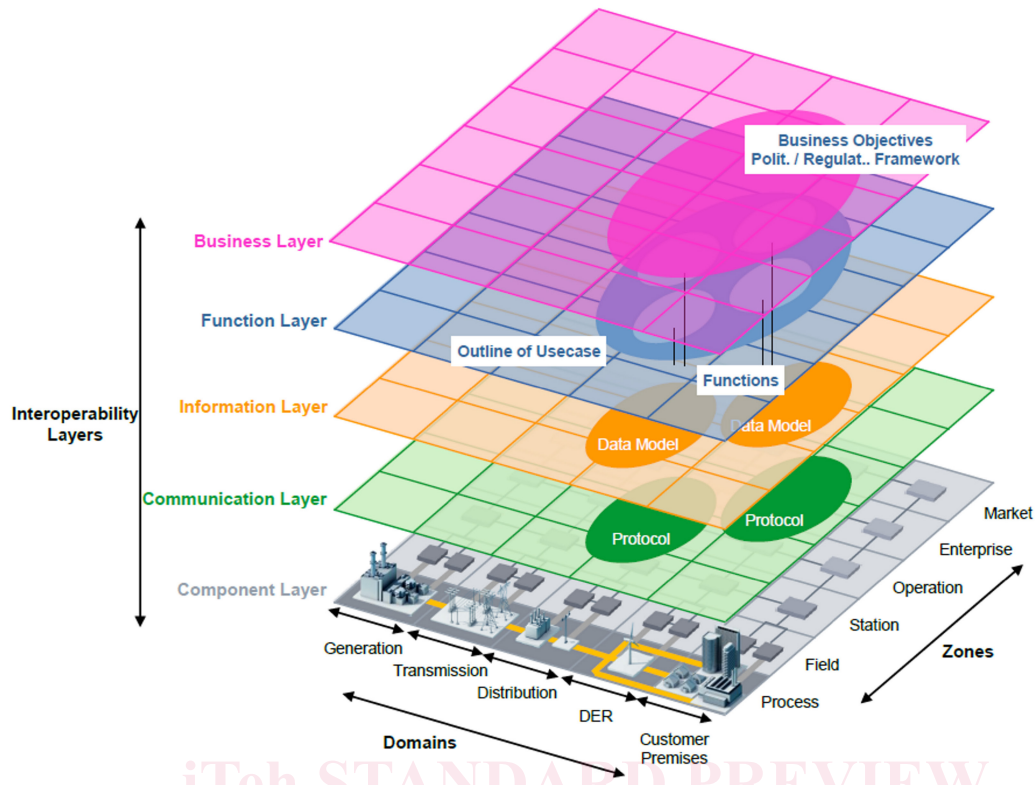 Business Objectives
Polit. / Regulat.. Framework
Business Layer
Function Layer
Outline of Usecase
Functions
Interoperability
Layers
Information Layer
Data Model
Data Model
Communication Layer
Protocol
Protocol
Component Layer
Market
Enterprise
Operation
Station
Field
Process
Zones
Generation
Transmission
Distribution
DER
Customer
Premises
Domains
iTeh STANDARD PREVIEW